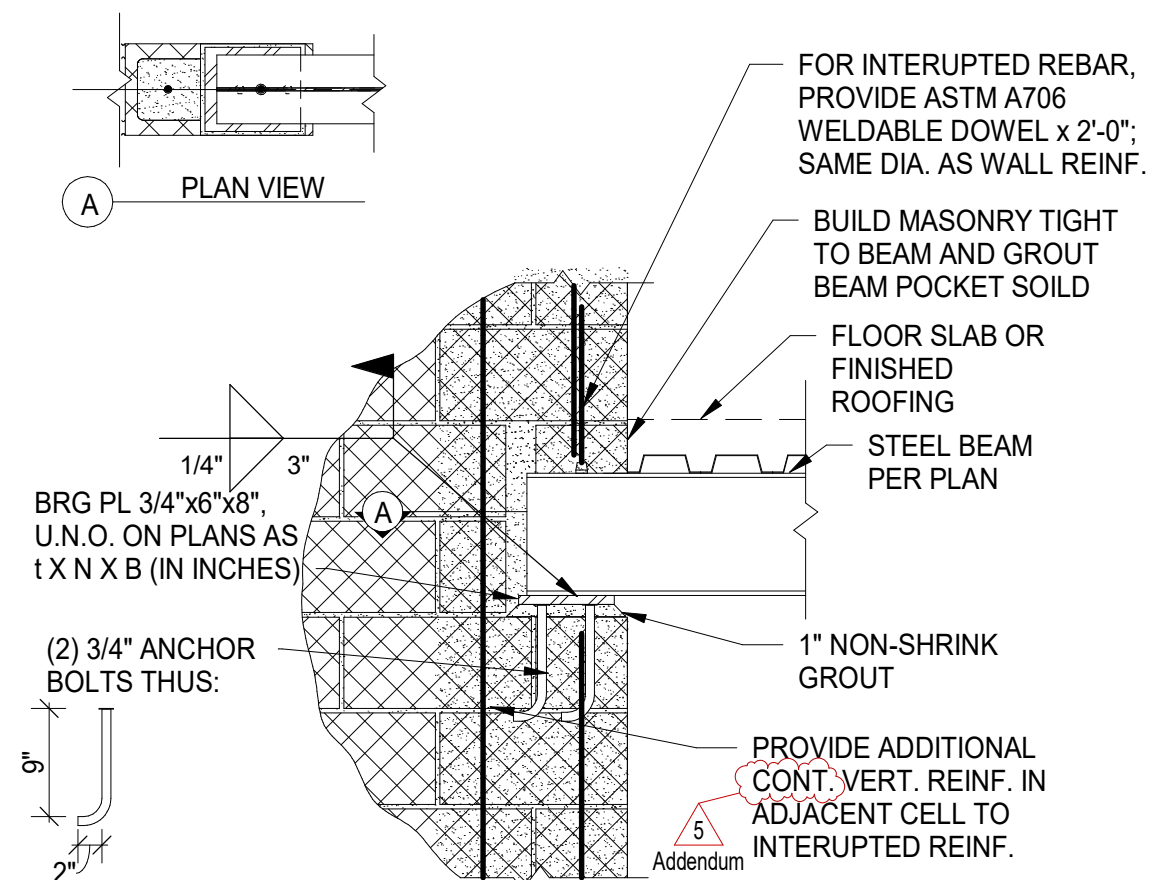 A
PLAN VIEW
FOR INTERUPTED REBAR,
PROVIDE ASTM A706
WELDABLE DOWEL x 2'-0";
SAME DIA. AS WALL REINF.
BUILD MASONRY TIGHT
TO BEAM AND GROUT
BEAM POCKET SOILD
FLOOR SLAB OR
FINISHED
ROOFING
STEEL BEAM
PER PLAN
1/4" 3"
BRG PL 3/4"x6"x8",
U.N.O. ON PLANS AS
t X N X B (IN INCHES)
A
(2) 3/4" ANCHOR
BOLTS THUS:
9"
2"
1" NON-SHRINK
GROUT
PROVIDE ADDITIONAL
CONT. VERT. REINF. IN
ADJACENT CELL TO
INTERUPTED REINF.
5
Addendum